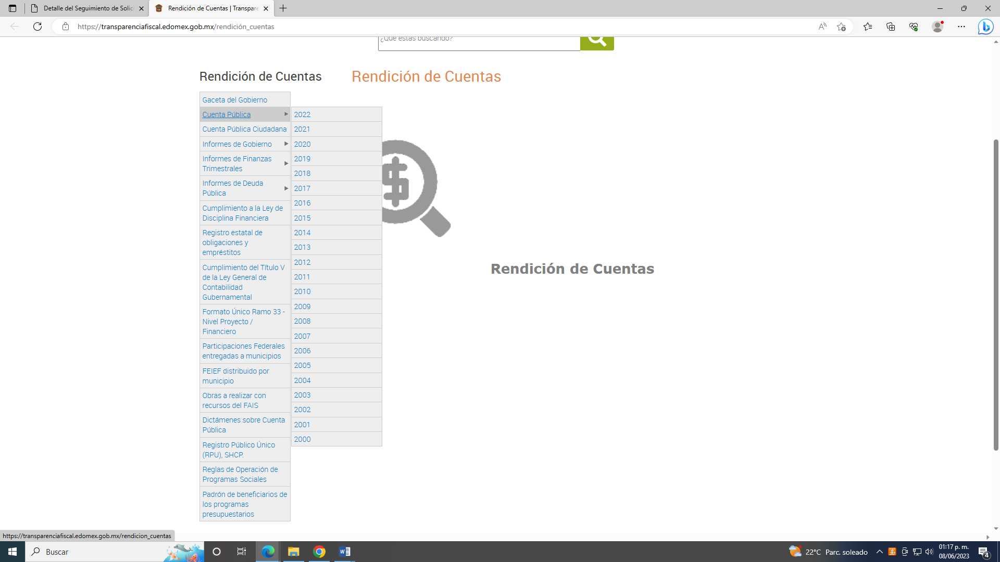 Detalle del Seguimiento de Solici
Rendición de Cuentas | Transpare
https://transparenciafiscal.edomex.gob.mx/rendición_cuentas
¿Qué estás buscando?
Rendición de Cuentas
Rendición de Cuentas
Gaceta del Gobierno
Cuenta Pública
Cuenta Pública Ciudadana
Informes de Gobierno
Informes de Finanzas
Trimestrales
Informes de Deuda
Pública
Cumplimiento a la Ley de
Disciplina Financiera
Registro estatal de
obligaciones y
empréstitos
Cumplimiento del Título V
de la Ley General de
Contabilidad
Gubernamental
Formato Único Ramo 33 -
Nivel Proyecto /
Financiero
Participaciones Federales
entregadas a municipios
FEIEF distribuido por
municipio
Obras a realizar con
recursos del FAIS
Dictámenes sobre Cuenta
Pública
Registro Público Único
(RPU), SHCP.
Reglas de Operación de
Programas Sociales
Padrón de beneficiarios de
los programas
presupuestarios
2022
2021
2020
2019
2018
2017
2016
2015
2014
2013
2012
2011
2010
2009
2008
2007
2006
2005
2004
2003
2002
2001
2000
Rendición de Cuentas
https://transparenciafiscal.edomex.gob.mx/rendicion_cuentas
Buscar
22°C Parc. soleado
01:17 p. m.
08/06/2023
4